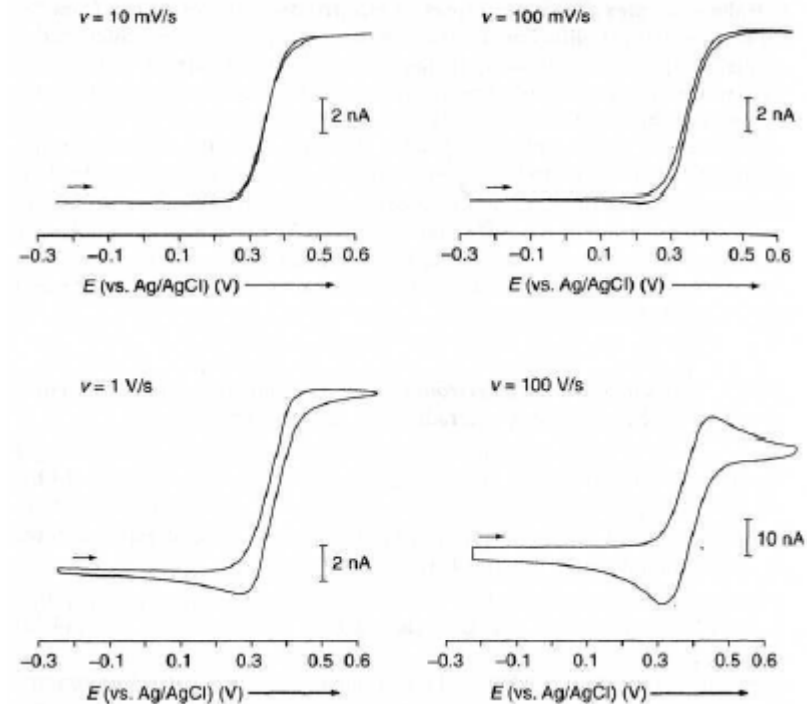 v = 10 mV/s
v = 100 mV/s
2 nA
2 nA
–0.3 –0.1 0.1 0.3 0.5 0.6
–0.3 –0.1 0.1 0.3 0.5 0.6
E (vs. Ag/AgCl) (V)
E (vs. Ag/AgCl) (V)
v = 1 V/s
v = 100 V/s
2 nA
10 nA
–0.3 –0.1 0.1 0.3 0.5 0.6
–0.3 –0.1 0.1 0.3 0.5 0.6
E (vs. Ag/AgCl) (V)
E (vs. Ag/AgCl) (V)